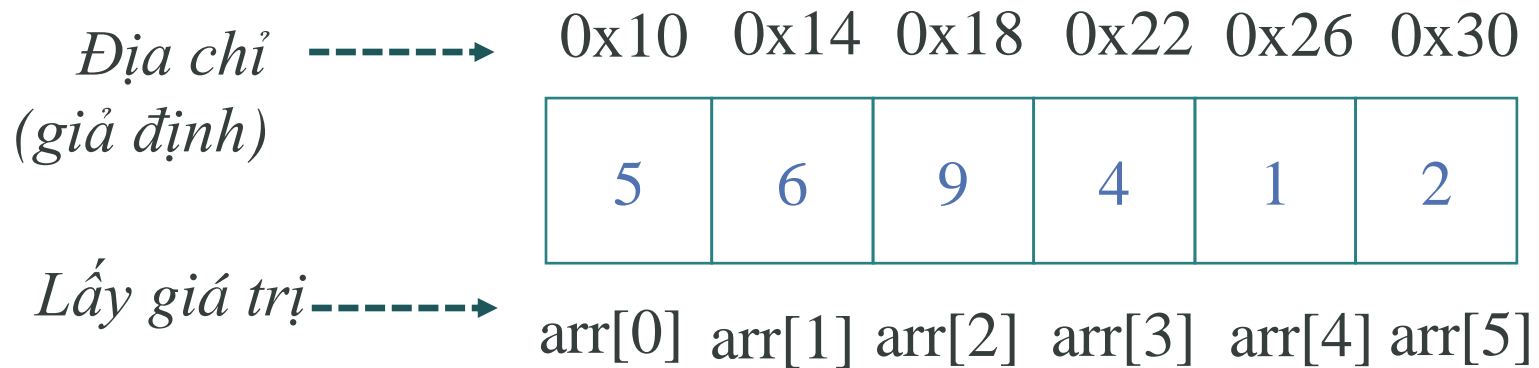 Địa chỉ 0x10 0x14 0x18 0x22 0x26 0x30
(giả định)
5 6 9 4 1 2
Lấy giá trị
arr[0] arr[1] arr[2] arr[3] arr[4] arr[5]